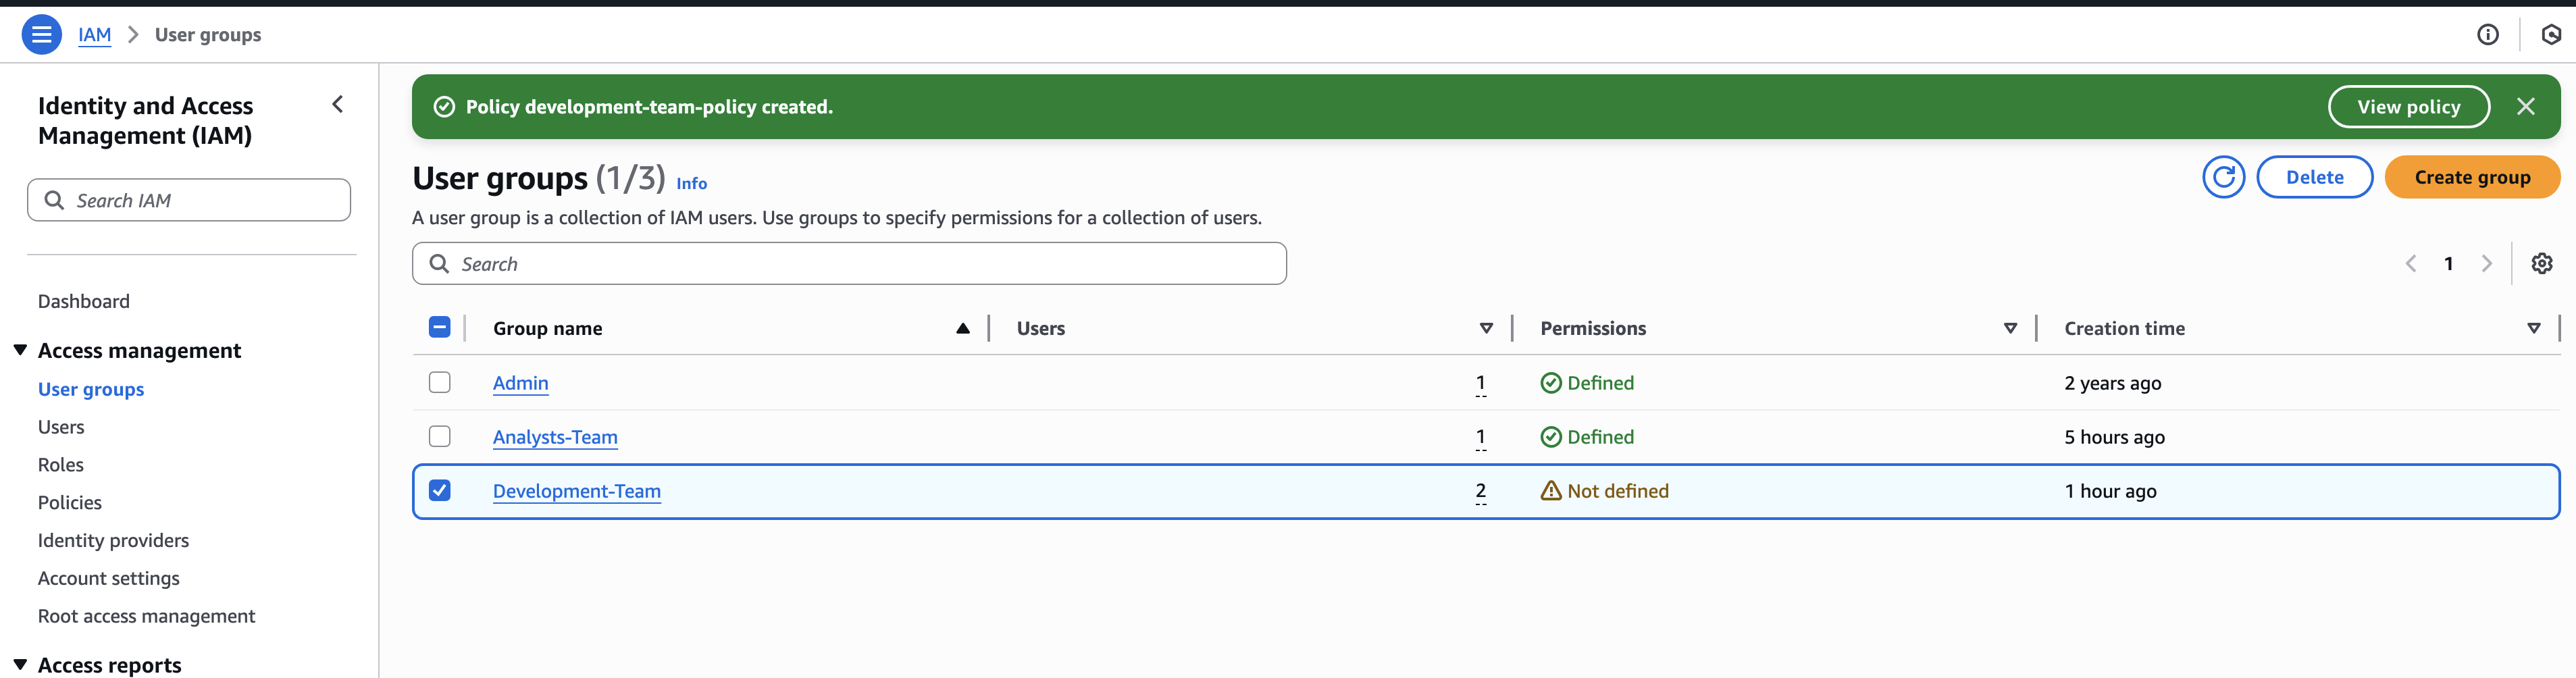 IAM > User groups
Identity and Access
Management (IAM)
Search IAM
Dashboard
Access management
User groups
Users
Roles
Policies
Identity providers
Account settings
Root access management
Access reports
Policy development-team-policy created.
View policy
User groups (1/3) Info
Delete
Create group
A user group is a collection of IAM users. Use groups to specify permissions for a collection of users.
Search
1
Group name Users Permissions Creation time
Admin 1 Defined 2 years ago
Analysts-Team 1 Defined 5 hours ago
Development-Team 2 Not defined 1 hour ago